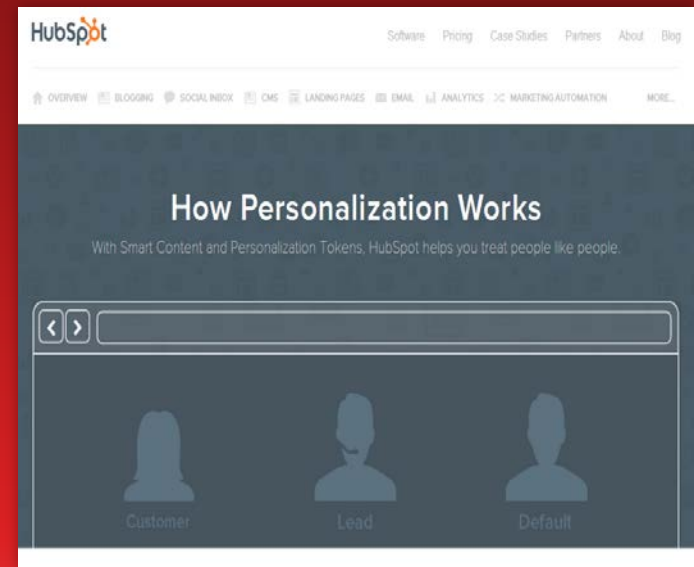 HubSpot
Software Pricing Case Studies Partners About Blog
OVERVIEW BLOGGING SOCIAL INBOX CMS LANDING PAGES EMAIL ANALYTICS MARKETING AUTOMATION MORE...
How Personalization Works
With Smart Content and Personalization Tokens, HubSpot helps you treat people like people.
Customer Lead Default